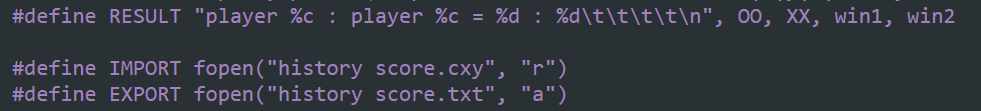 #define RESULT "player %c : player %c = %d : %d\t\t\t\t\n", OO, XX, win1, win2
#define IMPORT fopen("history score.cxy", "r")
#define EXPORT fopen("history score.txt", "a")